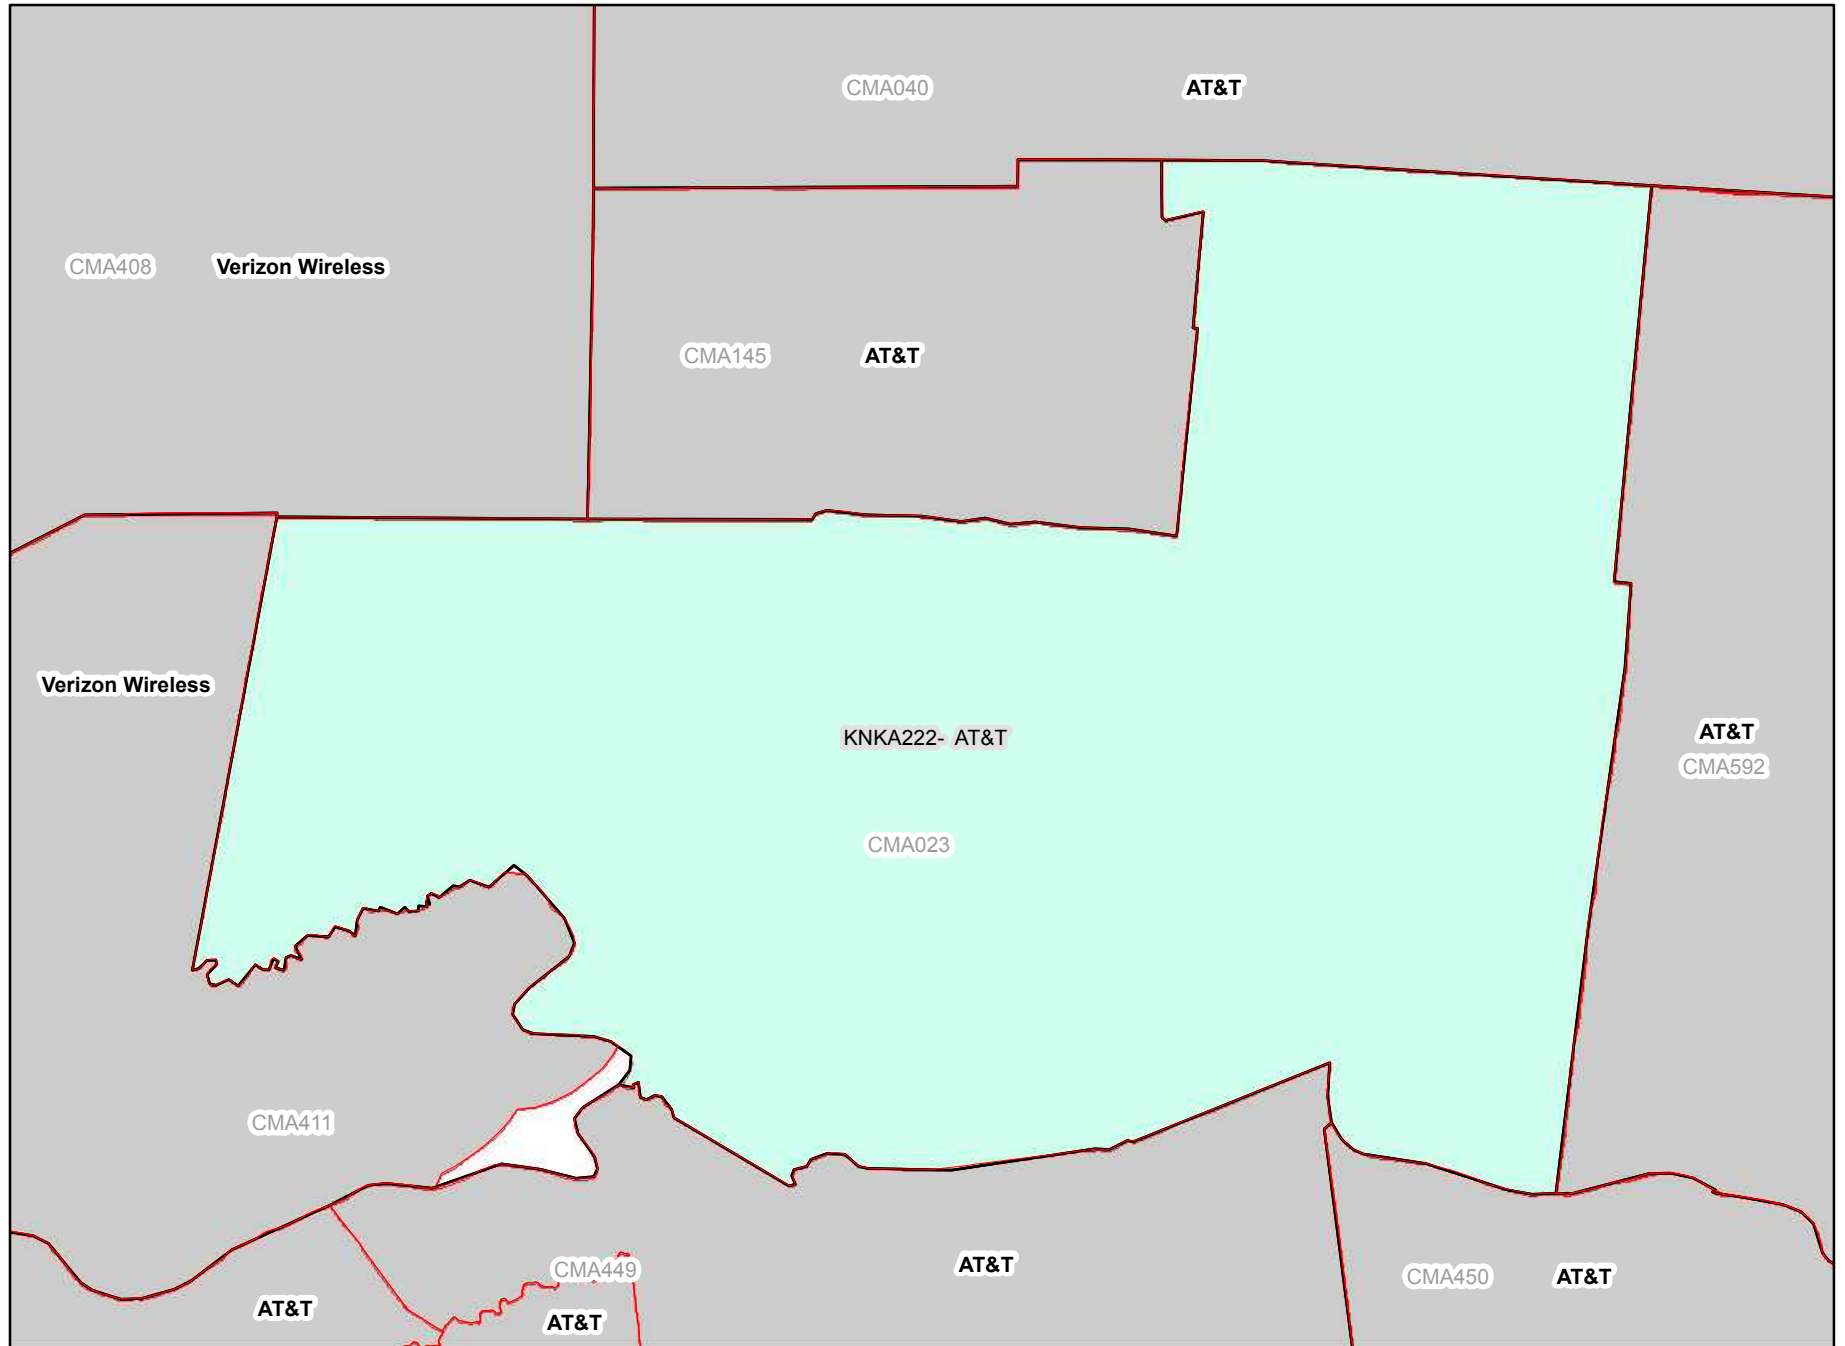 CMA040 AT&T
CMA408 Verizon Wireless
CMA145 AT&T
Verizon Wireless
KNKA222- AT&T
AT&T
CMA592
CMA023
CMA411
CMA449
AT&T
CMA450 AT&T
AT&T
AT&T